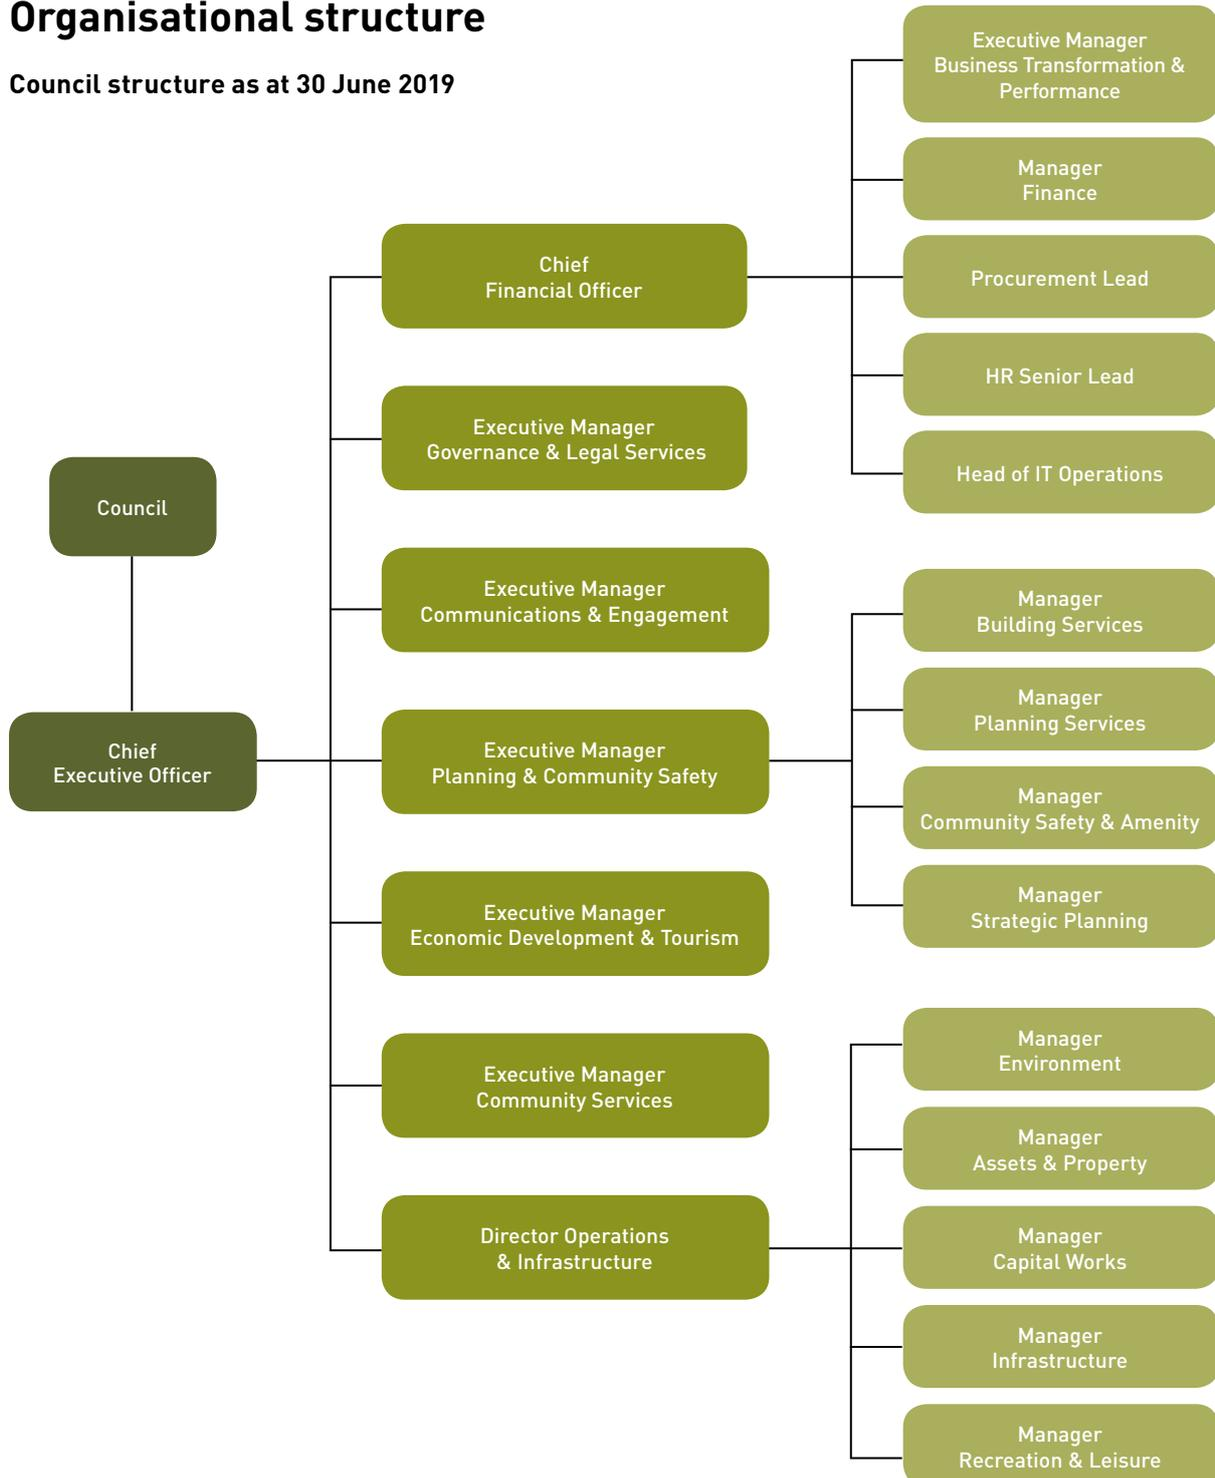 Organisational structure
Council structure as at 30 June 2019
Council
Chief
Executive Officer
Chief
Financial Officer
Executive Manager
Governance & Legal Services
Executive Manager
Communications & Engagement
Executive Manager
Planning & Community Safety
Executive Manager
Economic Development & Tourism
Executive Manager
Community Services
Director Operations
& Infrastructure
Executive Manager
Business Transformation &
Performance
Manager
Finance
Procurement Lead
HR Senior Lead
Head of IT Operations
Manager
Building Services
Manager
Planning Services
Manager
Community Safety & Amenity
Manager
Strategic Planning
Manager
Environment
Manager
Assets & Property
Manager
Capital Works
Manager
Infrastructure
Manager
Recreation & Leisure